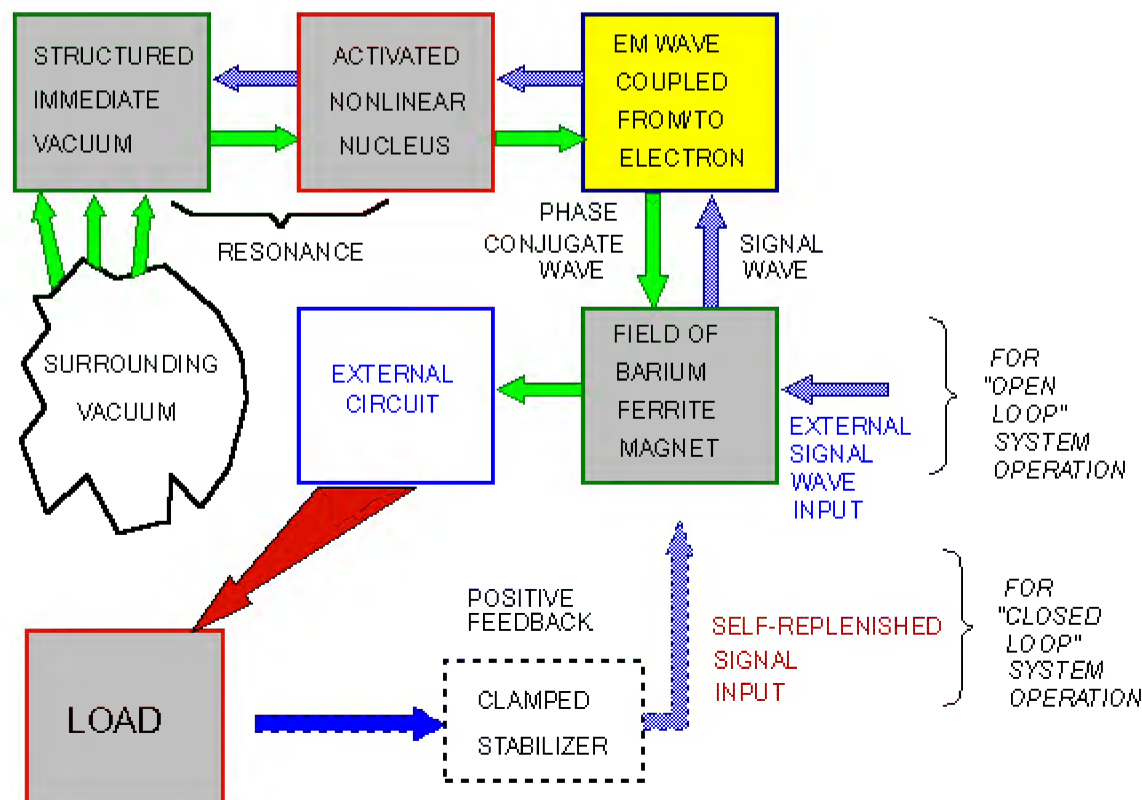 STRUCTURED
IMMEDIATE
VACUUM
ACTIVATED
NONLINEAR
NUCLEUS
EM WAVE
COUPLED
FROM/TO
ELECTRON
RESONANCE
PHASE
CONJUGATE
WAVE
SIGNAL
WAVE
SURROUNDING
VACUUM
EXTERNAL
CIRCUIT
FIELD OF
BARIUM
FERRITE
MAGNET
EXTERNAL
SIGNAL
WAVE
INPUT
FOR
"OPEN
LOOP"
SYSTEM
OPERATION
LOAD
POSITIVE
FEEDBACK
CLAMPED
STABILIZER
SELF-REPLENISHED
SIGNAL
INPUT
FOR
"CLOSED
LOOP"
SYSTEM
OPERATION